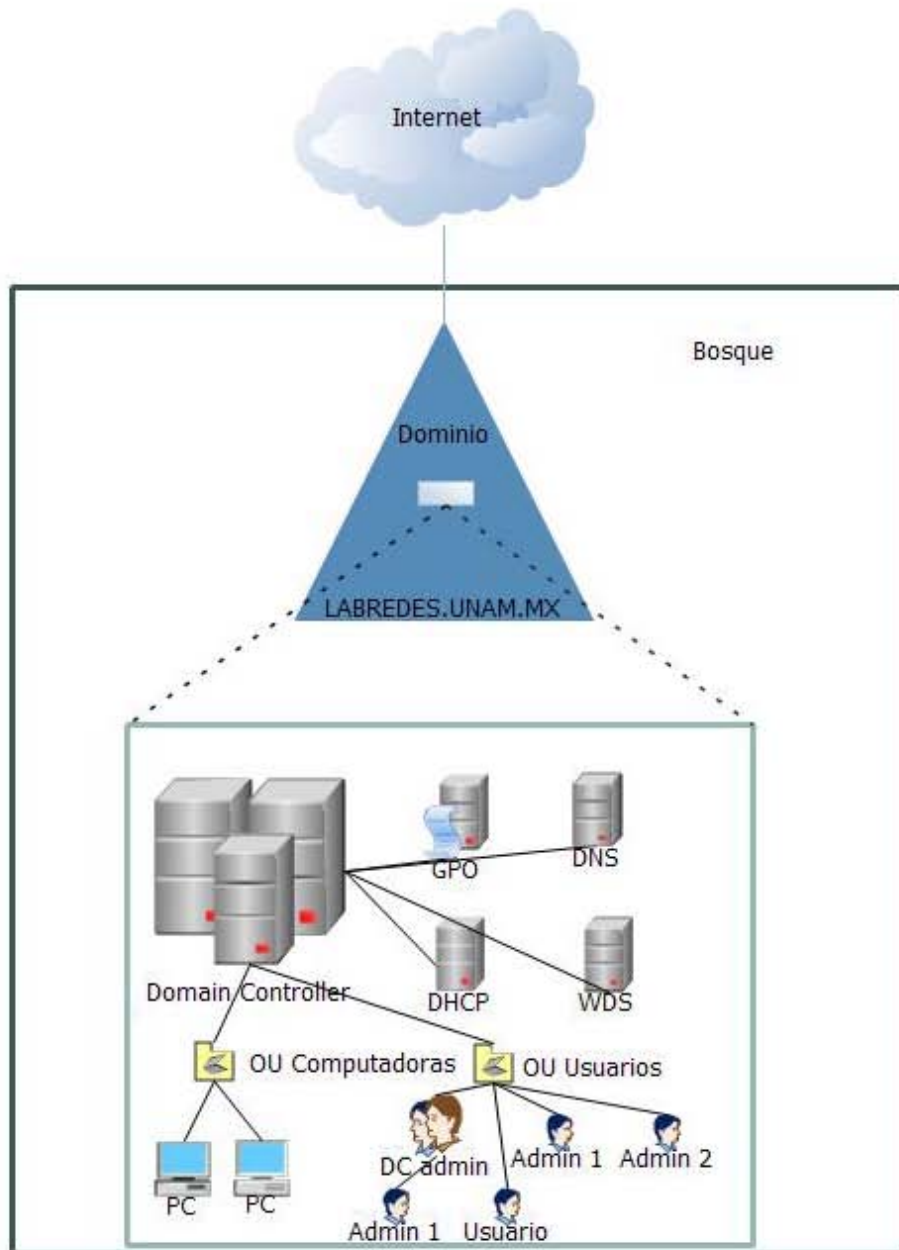 Internet
Bosque
Dominio
LABREDES.UNAM.MX
GPO
DNS
Domain Controller
DHCP
WDS
OU Computadoras
OU Usuarios
PC
PC
DC admin
Admin 1
Admin 2
Admin 1
Usuario